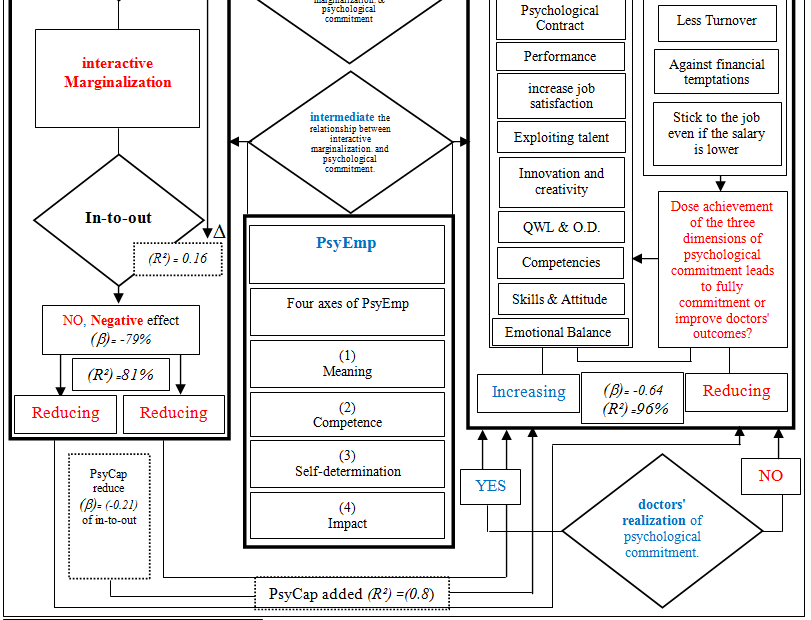 marginalization, &
psychological
commitment
interactive
Marginalization
In-to-out
Δ
(R²) = 0.16
NO, Negative effect
(β)= -79%
(R²) =81%
Reducing
Reducing
PsyCap
reduce
(β)= (-0.21)
of in-to-out
intermediate the
relationship between
interactive
marginalization, and
psychological
commitment.
PsyEmp
Four axes of PsyEmp
(1)
Meaning
(2)
Competence
(3)
Self-determination
(4)
Impact
PsyCap added (R²) =(0.8)
Psychological
Contract
Performance
increase job
satisfaction
Exploiting talent
Innovation and
creativity
QWL & O.D.
Competencies
Skills & Attitude
Emotional Balance
Less Turnover
Against financial
temptations
Stick to the job
even if the salary
is lower
Dose achievement
of the three
dimensions of
psychological
commitment leads
to fully
commitment or
improve doctors'
outcomes?
Increasing
(β)= -0.64
(R²) =96%
Reducing
YES
NO
doctors'
realization of
psychological
commitment.